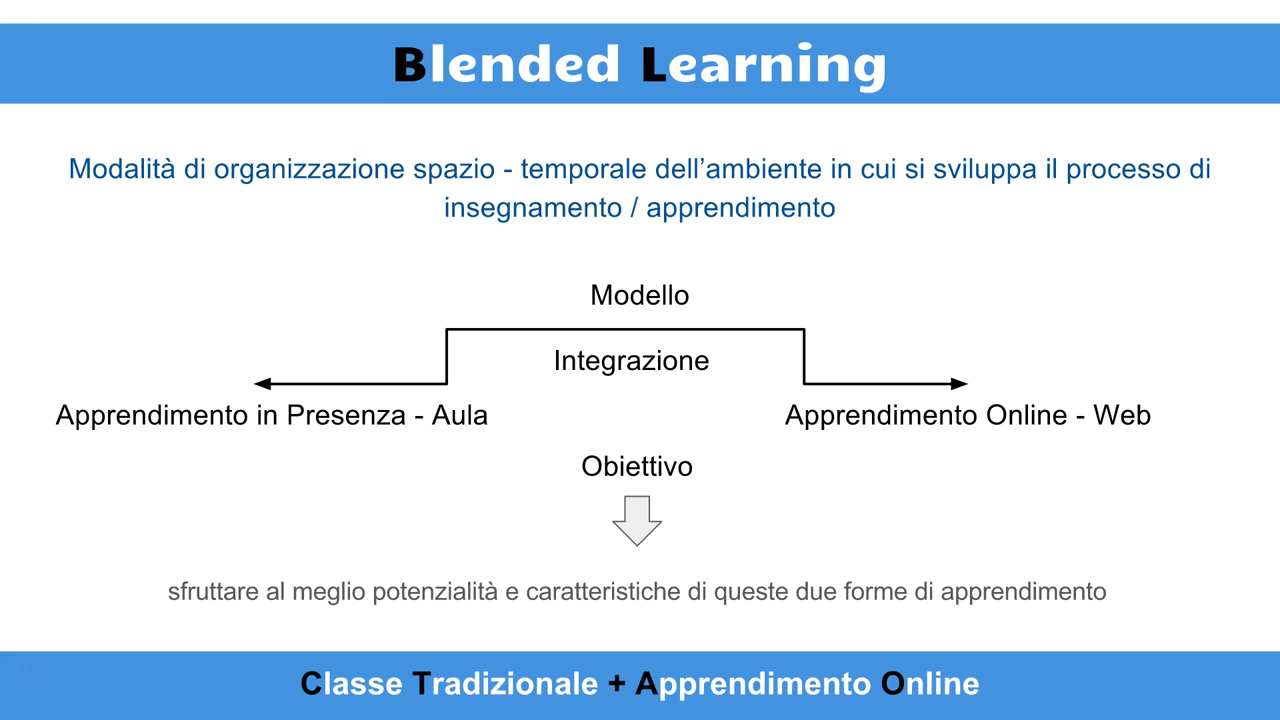 Blended Learning
Modalità di organizzazione spazio - temporale dell’ambiente in cui si sviluppa il processo di
insegnamento / apprendimento
Modello
Integrazione
Apprendimento in Presenza - Aula
Apprendimento Online - Web
Obiettivo
sfruttare al meglio potenzialità e caratteristiche di queste due forme di apprendimento
Classe Tradizionale + Apprendimento Online